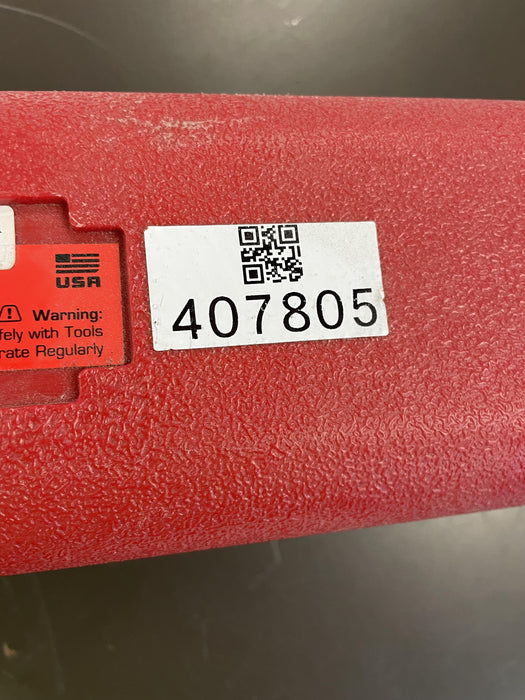 USA
Warning:
fely with Tools
rate Regularly
407805